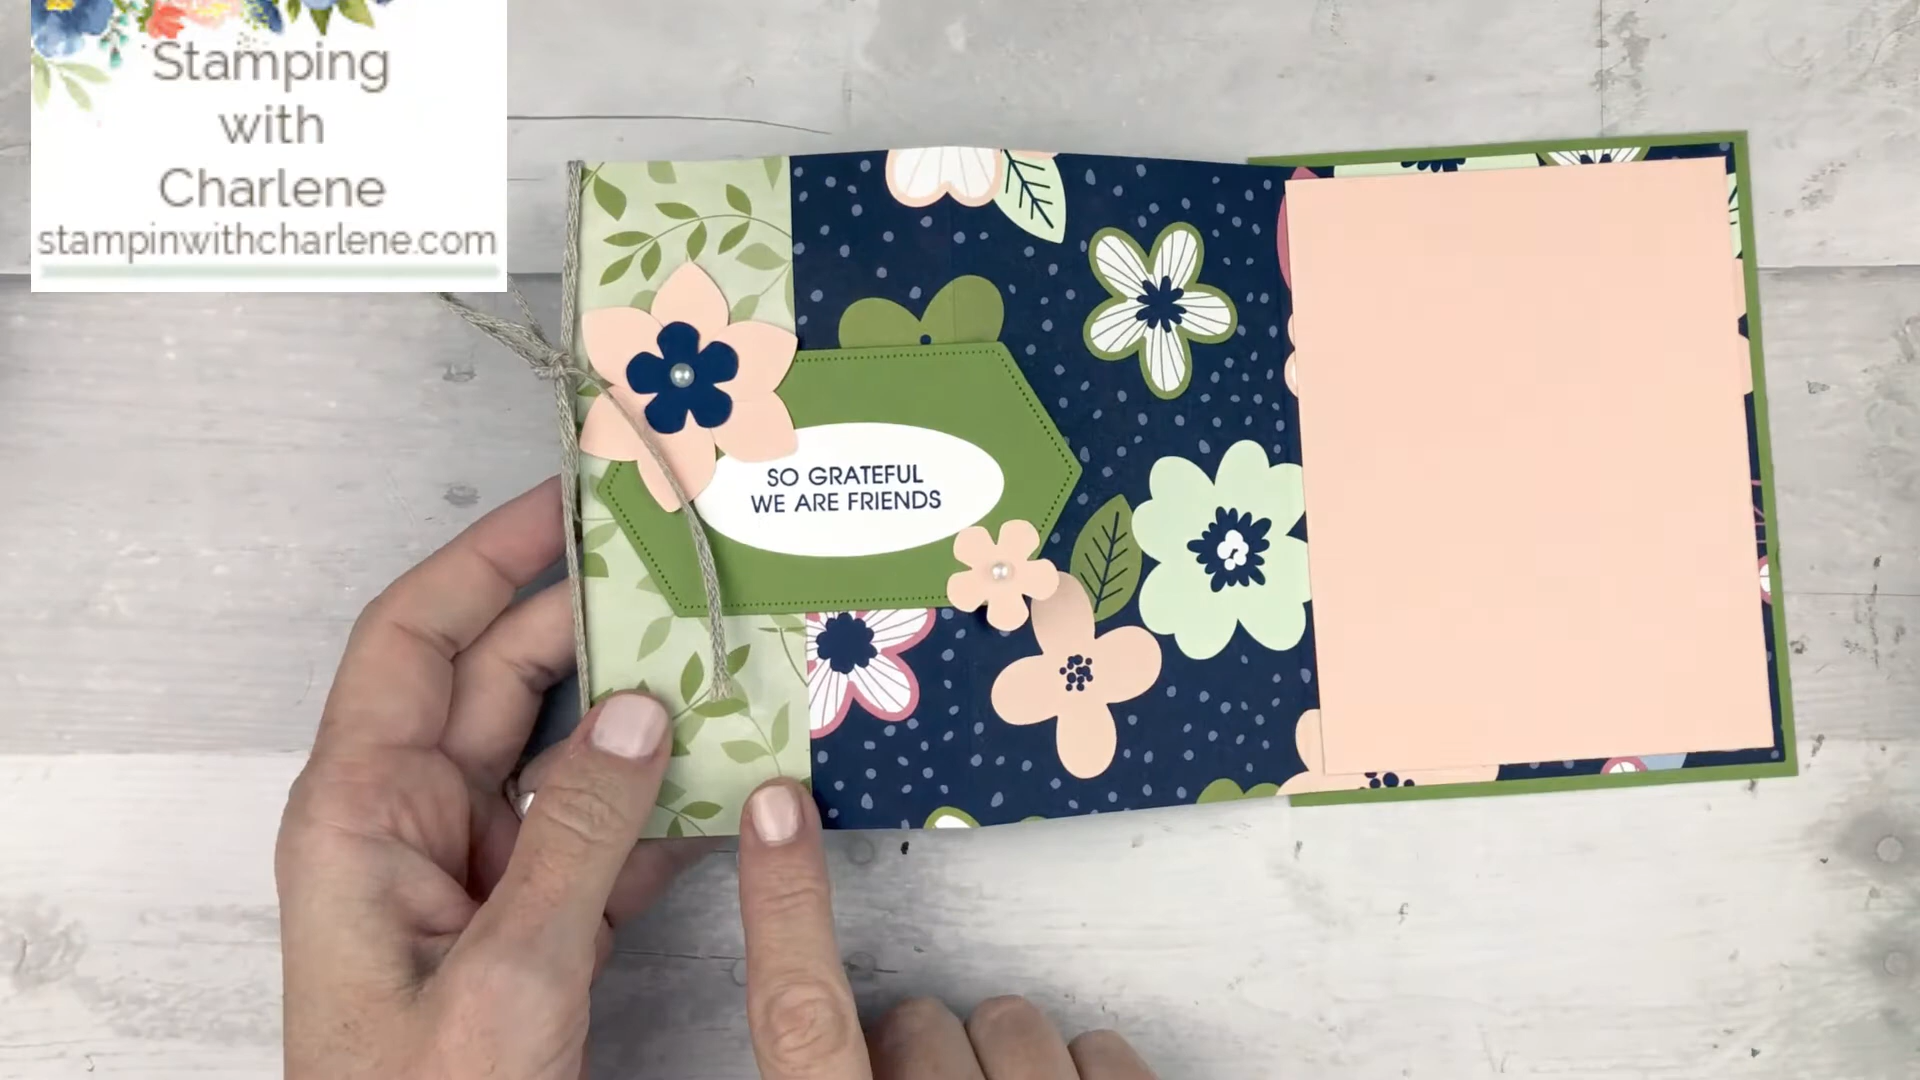 Stamping
with
Charlene
stampinwithcharlene.com
SO GRATEFUL
WE ARE FRIENDS